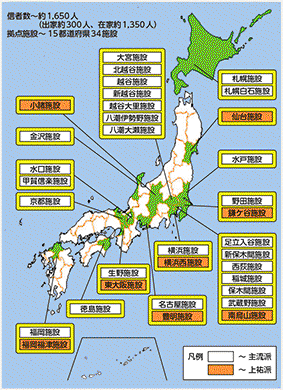 信者数～約1,650人
(出家約300人、在家約1,350人)
拠点施設～15都道府県34施設
大宮施設
北越谷施設
越谷施設
新越谷施設
越谷大里施設
八潮伊勢野施設
八潮大瀬施設
札幌施設
札幌白石施設
小諸施設
仙台施設
金沢施設
水戸施設
水口施設
甲賀信楽施設
京都施設
野田施設
鎌ケ谷施設
足立入谷施設
新保木間施設
西荻施設
稲城施設
保木間施設
武蔵野施設
南烏山施設
横浜施設
横浜西施設
生野施設
東大阪施設
徳島施設
名古屋施設
豊明施設
福岡施設
福岡福津施設
凡例
～主流派
～上祐派